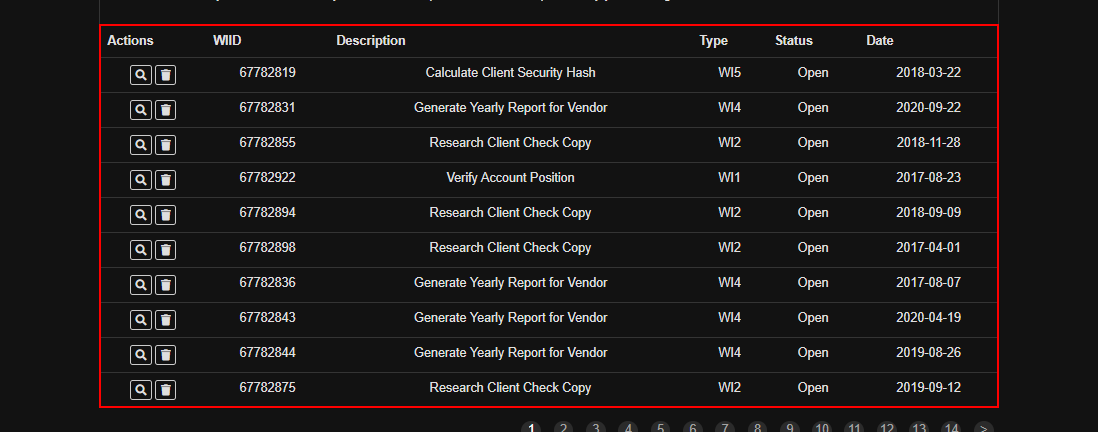 Actions WIID Description Type Status Date
67782819 Calculate Client Security Hash WI5 Open 2018-03-22
67782831 Generate Yearly Report for Vendor WI4 Open 2020-09-22
67782855 Research Client Check Copy WI2 Open 2018-11-28
67782922 Verify Account Position WI1 Open 2017-08-23
67782894 Research Client Check Copy WI2 Open 2018-09-09
67782898 Research Client Check Copy WI2 Open 2017-04-01
67782836 Generate Yearly Report for Vendor WI4 Open 2017-08-07
67782843 Generate Yearly Report for Vendor WI4 Open 2020-04-19
67782844 Generate Yearly Report for Vendor WI4 Open 2019-08-26
67782875 Research Client Check Copy WI2 Open 2019-09-12
1 2 3 4 5 6 7 8 9 10 11 12 13 14 >